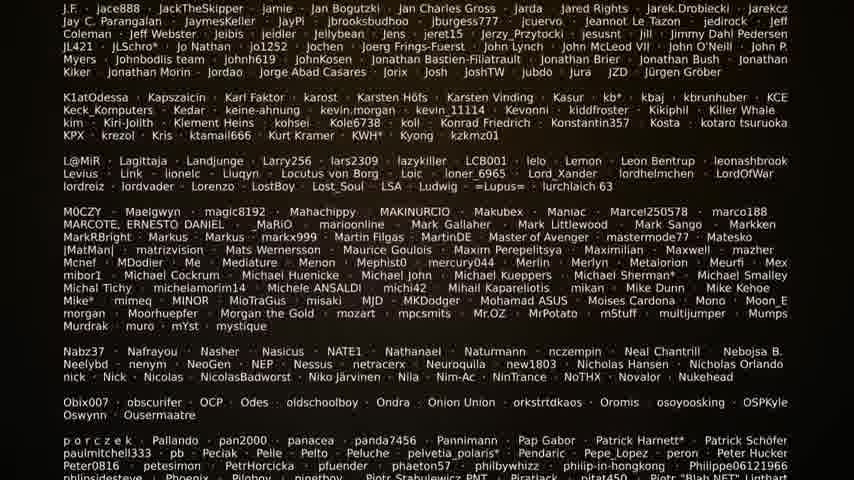 J.F. · jace888 · JackTheSkipper · jamie · Jan Bogutzki · Jan Charles Gross · Jarda · Jared Rights · Jarek.Drobiecki · jarekcz
Jay C. Parangalan · JaymesKeller · JayPi · jbrooksbudhoo · Jburgess777 · jcuervo · Jeannot Le Tazon · jedirock · Jeff
Coleman · Jeff Webster · Jeibis · jeidler · Jellybean · Jens · jeret15 · Jerzy_Przytocki · jesusnt · Jill · Jimmy Dahl Pedersen
JL421 · JLSchro* · Jo Nathan · jo1252 · Jochen · Joerg Frings-Fuerst · John Lynch · John McLeod VII · John O'Neill · John P.
Myers · Johnbodlis team · Johnh619 · JohnKosen · Jonathan Bastien-Filiatrault · Jonathan Brier · Jonathan Bush · Jonathan
Kiker · Jonathan Morin · Jordao · Jorge Abad Casares · Jorix · Josh · JoshTW · jubdo · Jura · JZD · Jürgen Gröber
K1atOdessa · Kapszaicin · Karl Faktor · karost · Karsten Höfs · Karsten Vinding · Kasur · kb* · kbaj · kbrunhuber · KCE
Keck_Komputers · Kedar · keine-ahnung · kevin.morgan · kevin_11114 · Kevonni · kiddfroster · Kikiphil · Killer Whale
kim · Kiri-Jolith · Klement Heins · kohsei · Kole6738 · koll · Konrad Friedrich · Konstantin357 · Kosta · kotaro tsuruoka
KPX · krezol · Kris · ktamail666 · Kurt Kramer · KWH* · Kyong · kzkmz01
L@MiR · Lagittaja · Landjunge · Larry256 · lars2309 · lazykiller · LCB001 · lelo · Lemon · Leon Bentrup · leonashbrook
Levius · Link · lionelc · Lluqyn · Locutus von Borg · Loic · loner_6965 · Lord_Xander · lordhelmchen · LordOfWar
lordreiz · lordvader · Lorenzo · LostBoy · Lost_Soul · LSA · Ludwig · =Lupus= · lurchlaich 63
M0CZY · Maelgwyn · magic8192 · Mahachippy · MAKINURCIO · Makubex · Maniac · Marcel250578 · marco188
MARCOTE, ERNESTO DANIEL · _MaRiO · marioonline · Mark Gallaher · Mark Littlewood · Mark Sango · Markken
MarkRBright · Markus · Markus · markx999 · Martin Filgas · MartinDE · Master of Avenger · mastermode77 · Matesko
|MatMan| · matrizvision · Mats Wernersson · Maurice Goulois · Maxim Perepelitsya · Maximilian · Maxwell · mazher
Mcnef · MDodier · Me · Mediature · Menon · Mephist0 · mercury044 · Merlin · Merlyn · Metalorion · Meurfi · Mex
mibor1 · Michael Cockrum · Michael Huenicke · Michael John · Michael Kueppers · Michael Sherman* · Michael Smalley
Michal Tichy · michelamorim14 · Michele ANSALDI · michi42 · Mihail Kapareliotis · mikan · Mike Dunn · Mike Kehoe
Mike* · mimeq · MINOR · MioTraGus · misaki · MJD · MKDodger · Mohamad ASUS · Moises Cardona · Mono · Moon_E
morgan · Moorhuepfer · Morgan the Gold · mozart · mpcsmits · Mr.OZ · MrPotato · m5tuff · multijumper · Mumps
Murdrak · muro · mYst · mystique
Nabz37 · Nafrayou · Nasher · Nasicus · NATE1 · Nathanael · Naturmann · nczempin · Neal Chantrill · Nebojsa B.
Neelybd · nenym · NeoGen · NEP · Nessus · netracerx · Neuroquila · new1803 · Nicholas Hansen · Nicholas Orlando
nick · Nick · Nicolas · NicolasBadworst · Niko Järvinen · Nila · Nim-Ac · NinTrance · NoTHX · Novalor · Nukehead
Obix007 · obscurifer · OCP · Odes · oldschoolboy · Ondra · Onion Union · orkstrtdkaos · Oromis · osoyoosking · OSPKyle
Oswynn · Ousermaatre
p o r c z e k · Pallando · pan2000 · panacea · panda7456 · Pannimann · Pap Gabor · Patrick Harnett* · Patrick Schöfer
paulmitchell333 · pb · Peciak · Pelle · Pelto · Peluche · pelvetia_polaris* · Pendaric · Pepe_Lopez · peron · Peter Hucker
Peter0816 · petesimon · PetrHorcicka · pfuender · phaeton57 · philbywhizz · philip-in-hongkong · Philippe06121966
phlipsidesteve · Phoenix · Piloboy · pinetboy · Piotr Stabulewicz PNT · PiratJack · pitat450 · Piotr "Blah.NET" Linthart